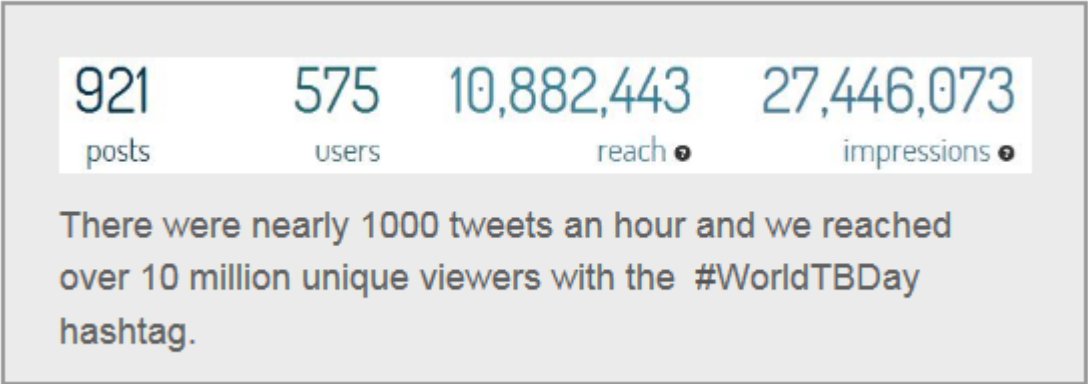 921 575 10,882,443 27,446,073
posts users reach impressions
There were nearly 1000 tweets an hour and we reached
over 10 million unique viewers with the #WorldTBDay
hashtag.